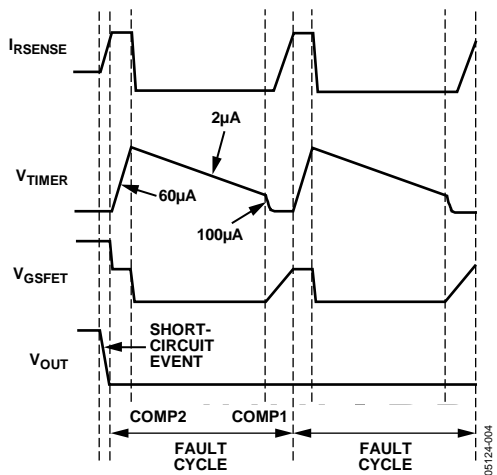 IRSENSE
2µA
VTIMER
60µA
100µA
VGSFET
SHORT-
CIRCUIT
EVENT
VOUT
COMP2 COMP1
FAULT
CYCLE
FAULT
CYCLE
05124-004